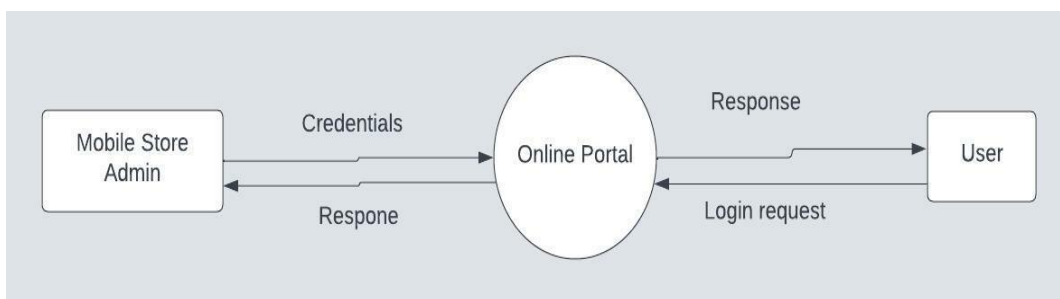 Mobile Store
Admin
Credentials
Respone
Online Portal
Response
Login request
User